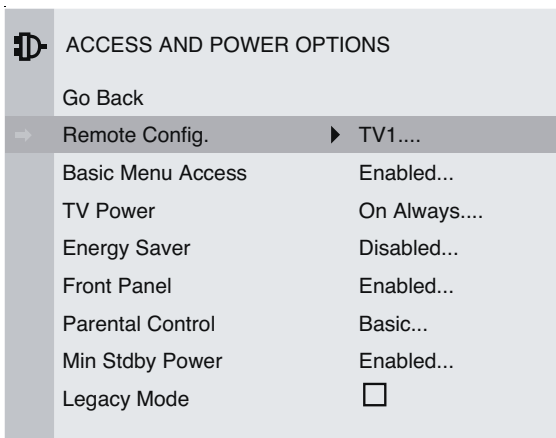 ACCESS AND POWER OPTIONS
Go Back
Remote Config. TV1....
Basic Menu Access Enabled...
TV Power On Always....
Energy Saver Disabled...
Front Panel Enabled...
Parental Control Basic...
Min Stdby Power Enabled...
Legacy Mode